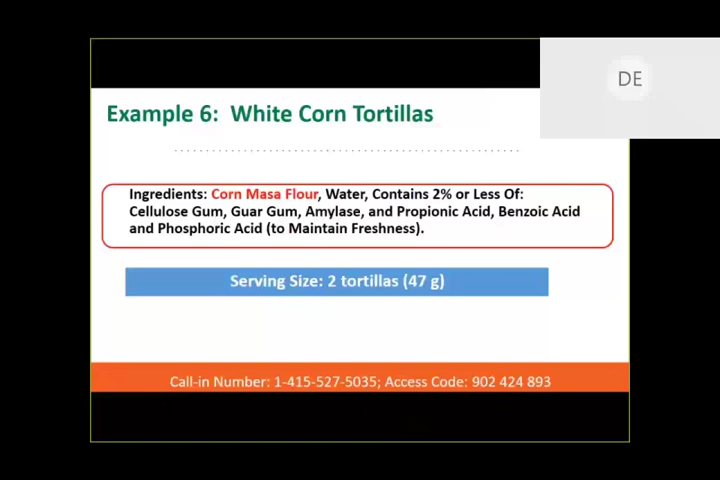 DE
Example 6: White Corn Tortillas
Ingredients: Corn Masa Flour, Water, Contains 2% or Less Of:
Cellulose Gum, Guar Gum, Amylase, and Propionic Acid, Benzoic Acid
and Phosphoric Acid (to Maintain Freshness).
Serving Size: 2 tortillas (47 g)
Call-in Number: 1-415-527-5035; Access Code: 902 424 893